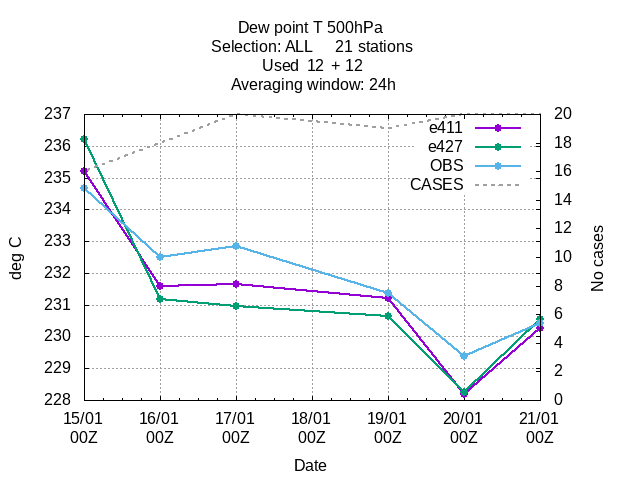 Dew point T 500hPa
Selection: ALL 21 stations
Used 12 + 12
Averaging window: 24h
237
236
235
234
233
232
231
230
229
228
deg C
20
18
16
14
12
10
8
6
4
2
0
No cases
e411
e427
OBS
CASES
15/01 16/01 17/01 18/01 19/01 20/01 21/01
00Z 00Z 00Z 00Z 00Z 00Z 00Z
Date